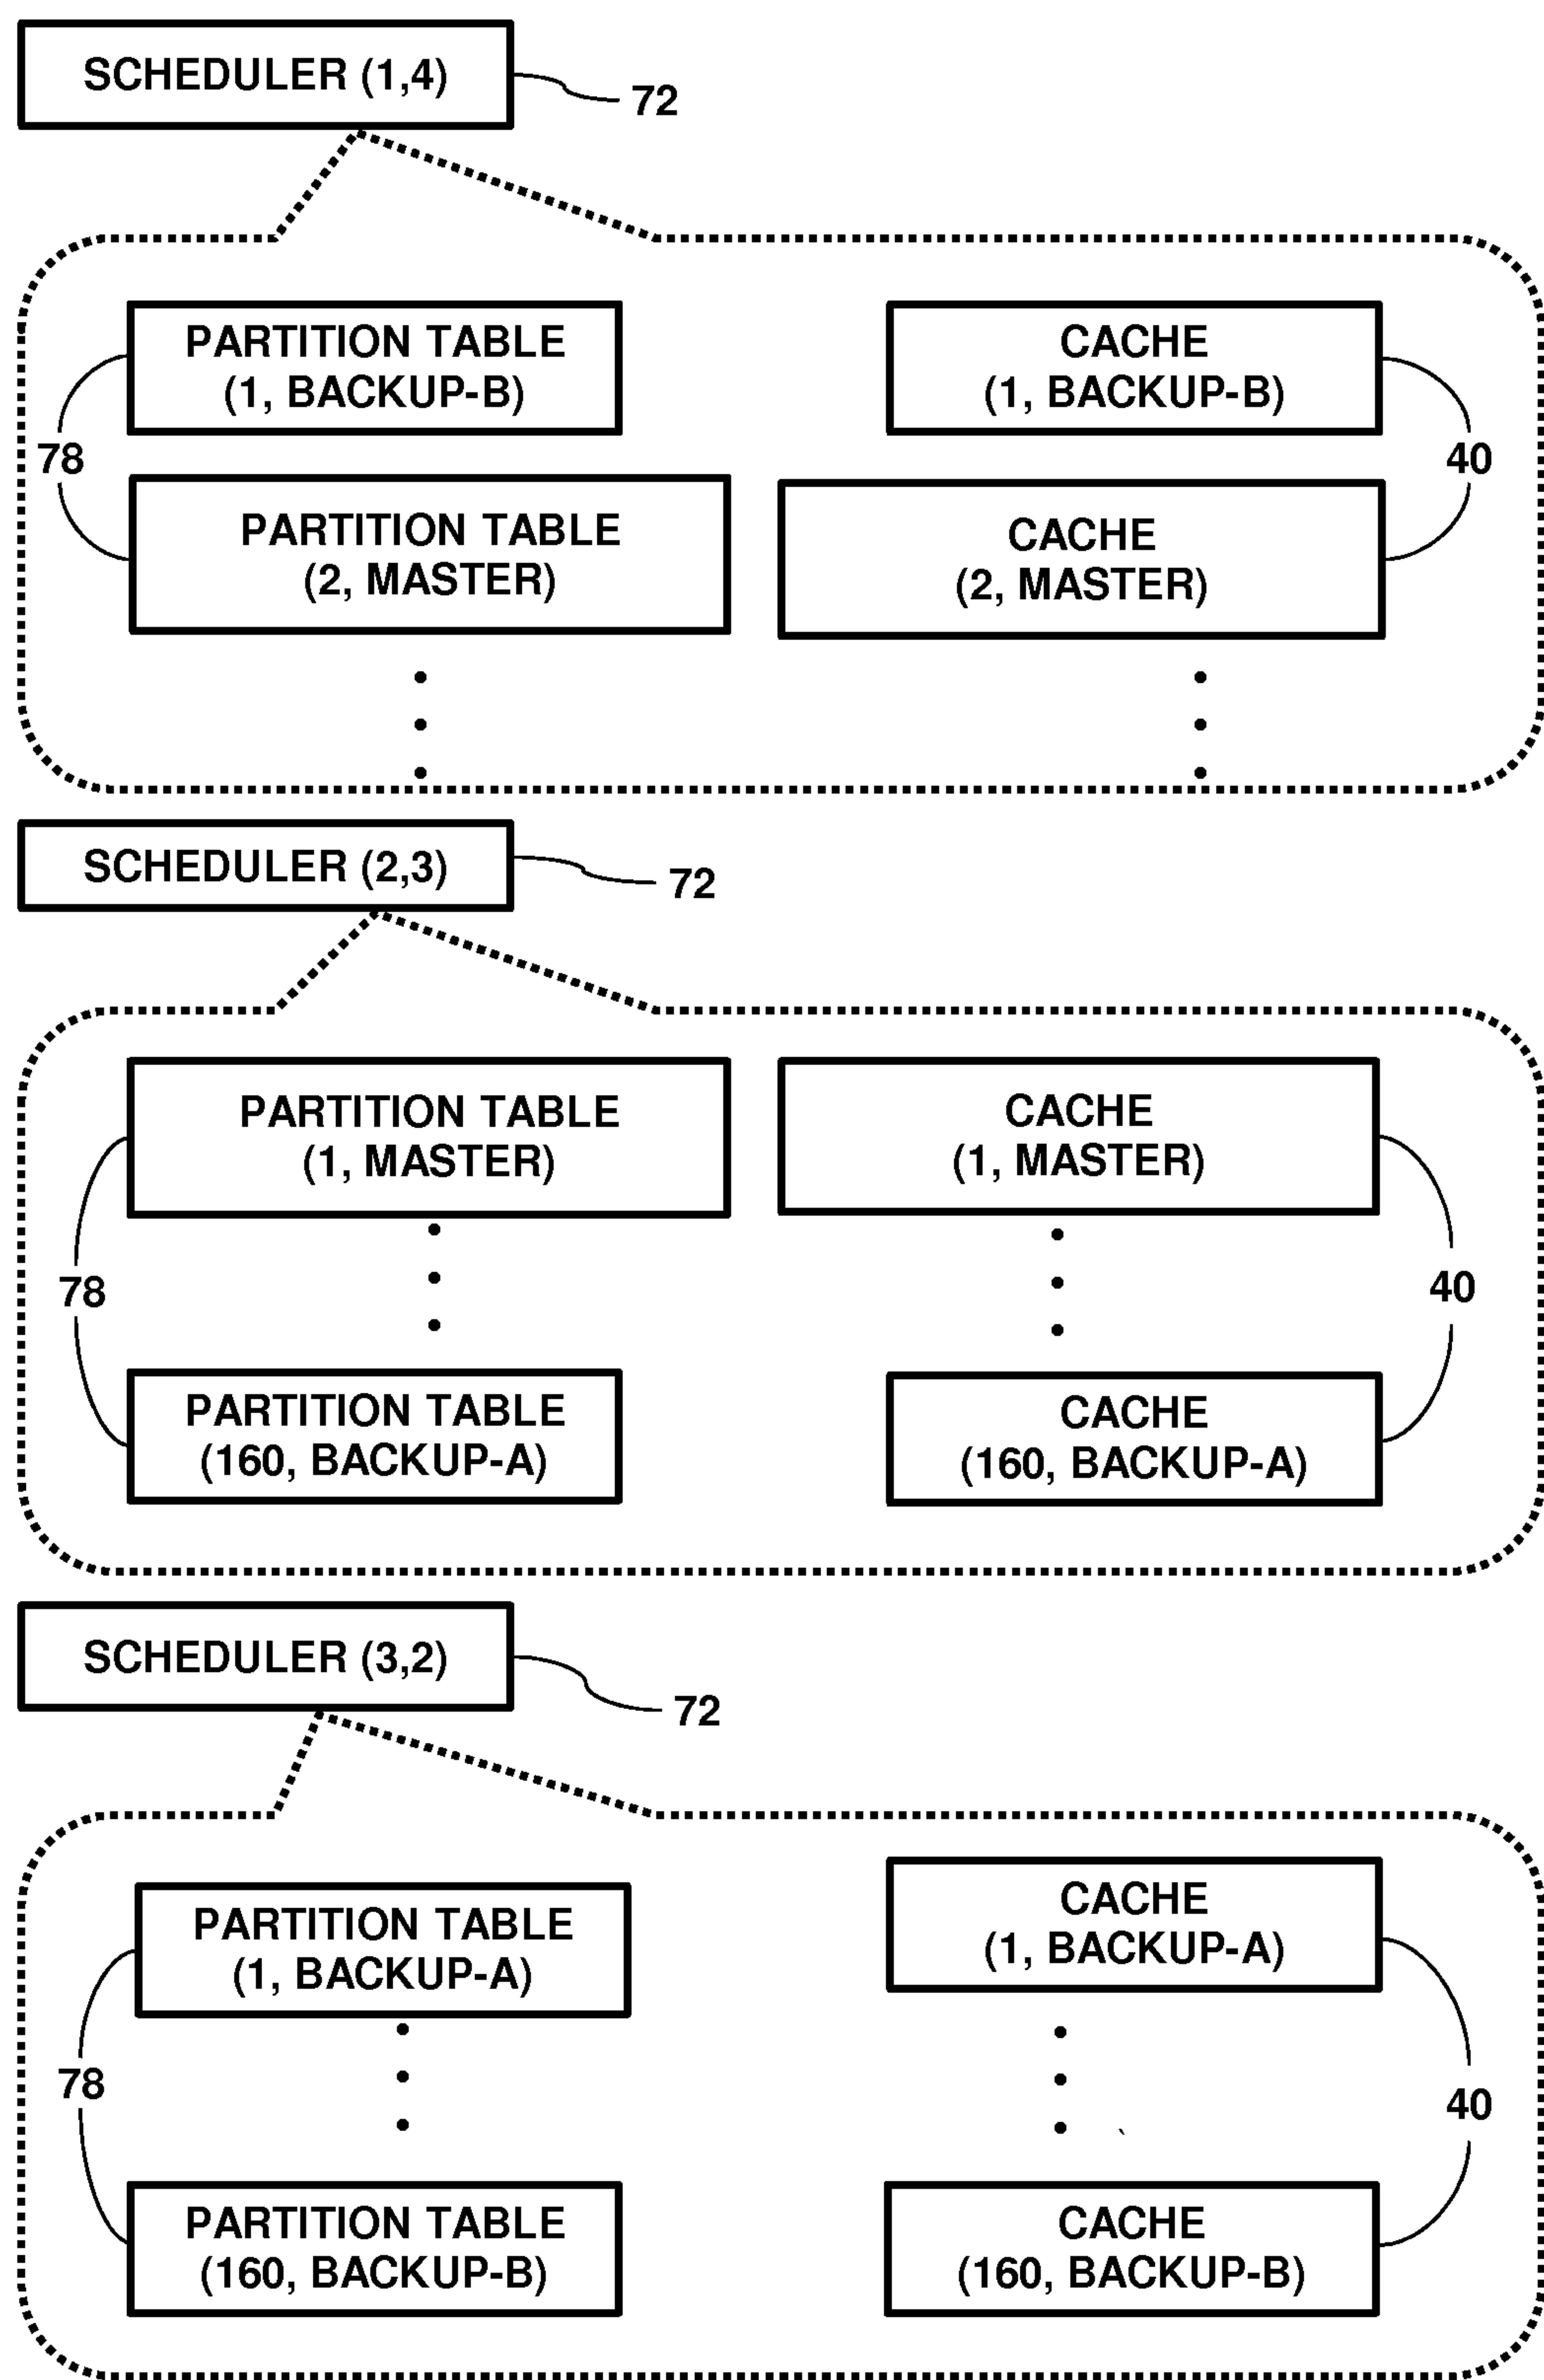 SCHEDULER (1,4)
72
PARTITION TABLE
(1, BACKUP-B)
CACHE
(1, BACKUP-B)
78
40
PARTITION TABLE
(2, MASTER)
CACHE
(2, MASTER)
SCHEDULER (2,3)
72
PARTITION TABLE
(1, MASTER)
CACHE
(1, MASTER)
78
40
PARTITION TABLE
(160, BACKUP-A)
CACHE
(160, BACKUP-A)
SCHEDULER (3,2)
72
PARTITION TABLE
(1, BACKUP-A)
CACHE
(1, BACKUP-A)
78
40
PARTITION TABLE
(160, BACKUP-B)
CACHE
(160, BACKUP-B)